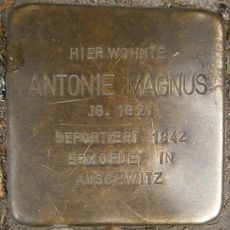 HIER WOHNTE
ANTONIE MAGNUS
JG. 1921
DEPORTIERT 1942
ERMORDET IN
AUSCHWITZ